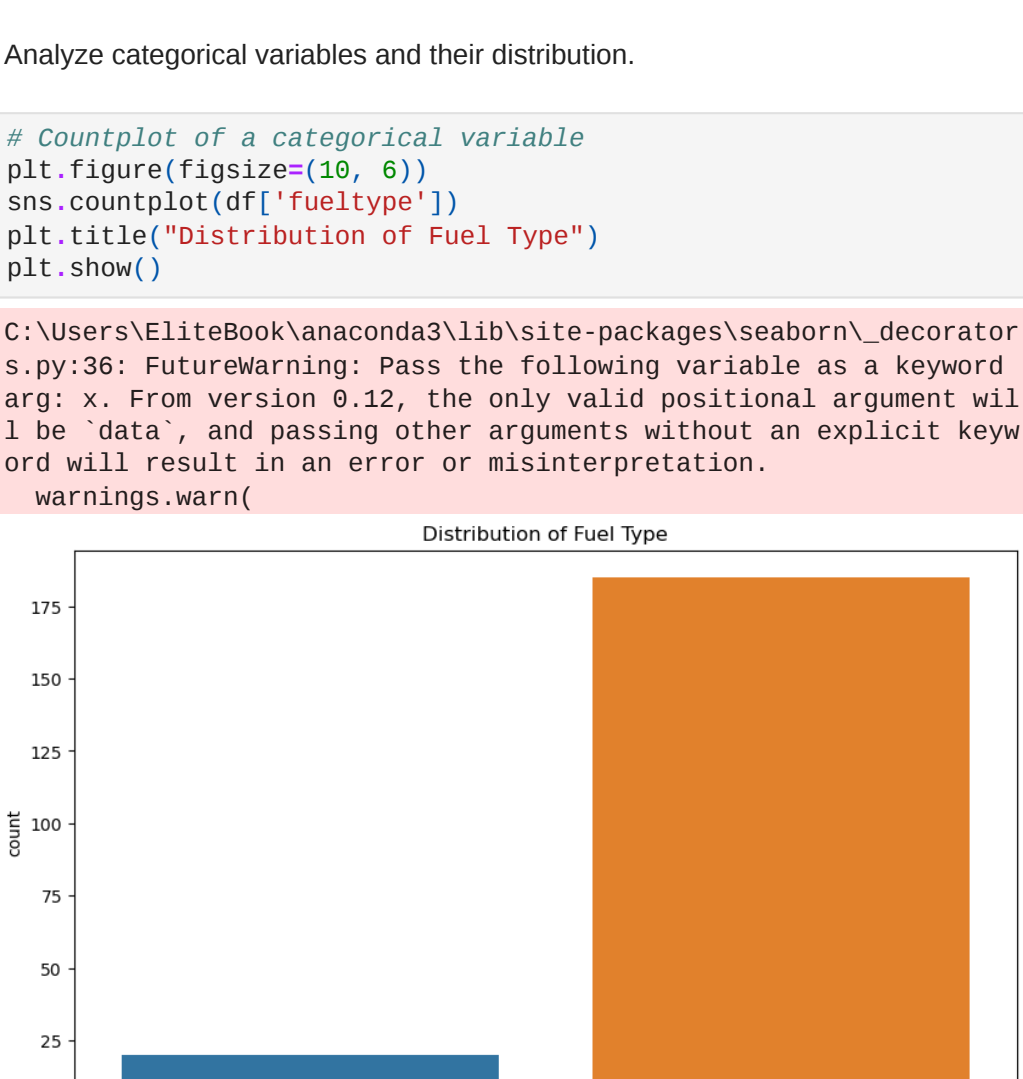 Analyze categorical variables and their distribution.
# Countplot of a categorical variable
plt.figure(figsize=(10, 6))
sns.countplot(df['fueltype'])
plt.title("Distribution of Fuel Type")
plt.show()
C:\Users\EliteBook\anaconda3\lib\site-packages\seaborn\_decorator
s.py:36: FutureWarning: Pass the following variable as a keyword
arg: x. From version 0.12, the only valid positional argument wil
l be `data`, and passing other arguments without an explicit keyw
ord will result in an error or misinterpretation.
  warnings.warn(
Distribution of Fuel Type
175
150
125
100
count
75
50
25